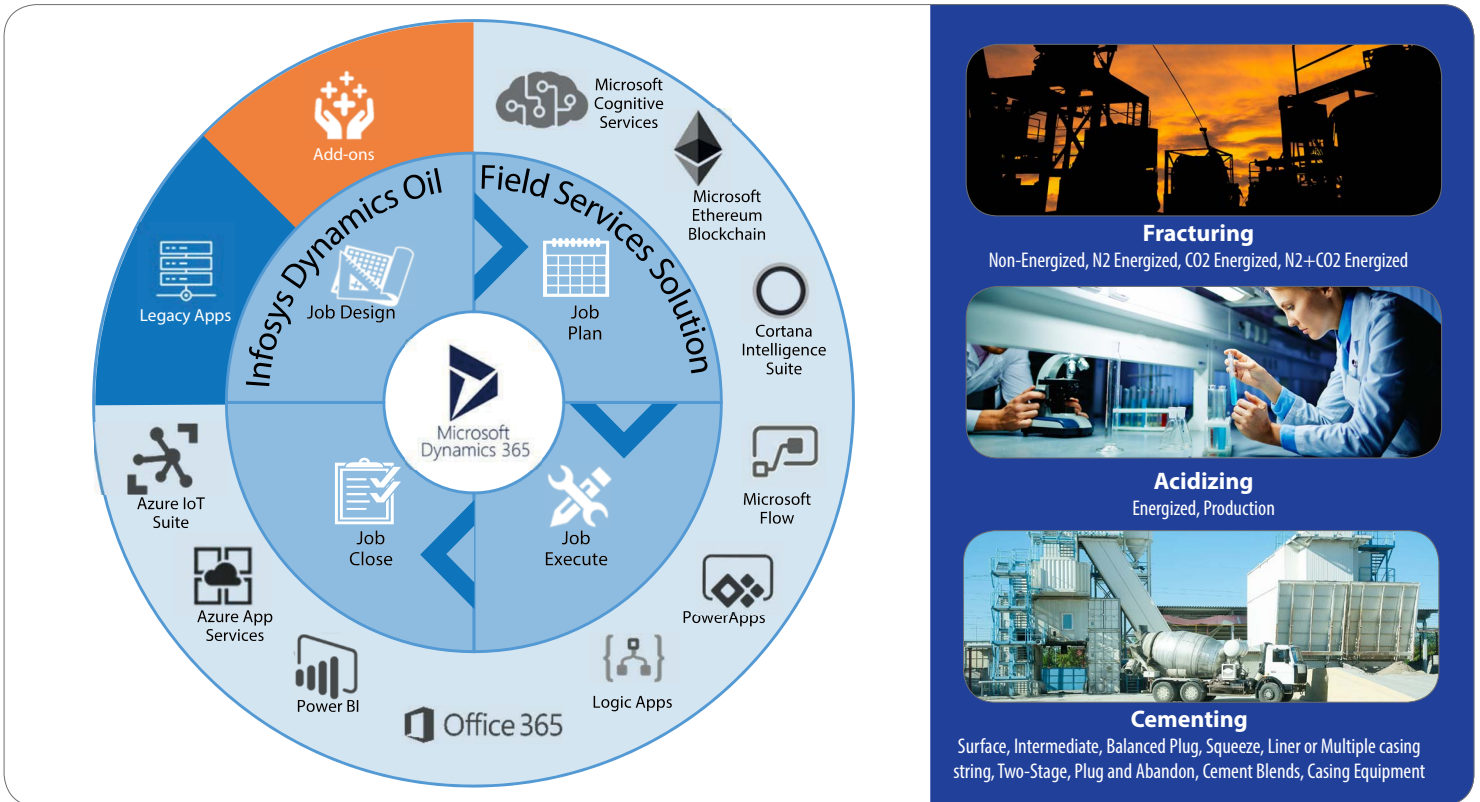 Add-ons
Legacy Apps
Microsoft
Cognitive
Services
Microsoft
Ethereum
Blockchain
Cortana
Intelligence
Suite
Microsoft
Flow
PowerApps
Logic Apps
Office 365
Power BI
Azure App
Services
Azure IoT
Suite
Infosys Dynamics Oil Field Services Solution
Job Design
Job
Plan
Job
Execute
Job
Close
Microsoft
Dynamics 365
Fracturing
Non-Energized, N2 Energized, CO2 Energized, N2+CO2 Energized
Acidizing
Energized, Production
Cementing
Surface, Intermediate, Balanced Plug, Squeeze, Liner or Multiple casing
string, Two-Stage, Plug and Abandon, Cement Blends, Casing Equipment